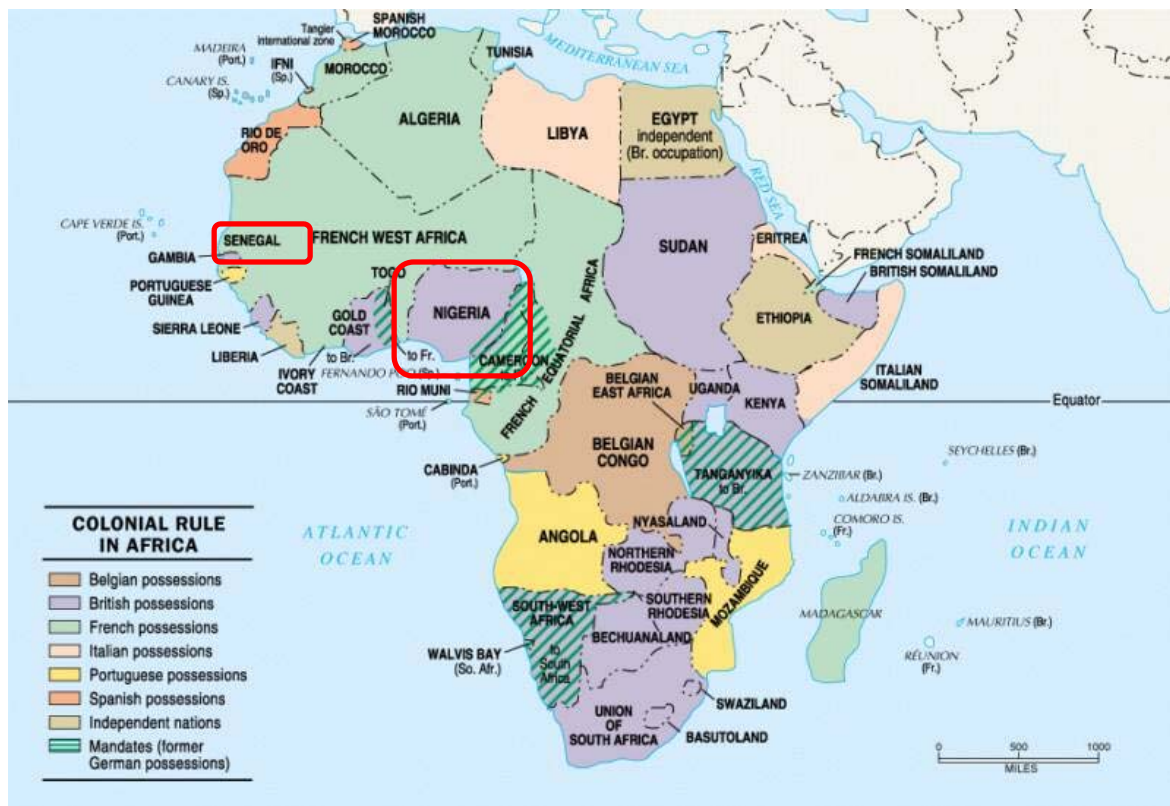 SPANISH
MOROCCO
Tangier
international zone
MADEIRA
(Port.)
IFNI
(Sp.)
MOROCCO
CANARY IS.
(Sp.)
TUNISIA
MEDITERRANEAN SEA
ALGERIA
LIBYA
EGYPT
independent
(Br. occupation)
RIO DE
ORO
RED SEA
CAPE VERDE IS.
(Port.)
SENEGAL
FRENCH WEST AFRICA
SUDAN
ERITREA
GAMBIA
FRENCH SOMALILAND
BRITISH SOMALILAND
PORTUGUESE
GUINEA
TOGO
NIGERIA
SIERRA LEONE
GOLD
COAST
ETHIOPIA
LIBERIA
to Br.
to Fr.
IVORY
COAST
FERNANDO POO (Sp.)
CAMEROON
FRENCH EQUATORIAL AFRICA
RIO MUNI
ITALIAN
SOMALILAND
BELGIAN
EAST AFRICA
UGANDA
KENYA
SÃO TOMÉ
(Port.)
Equator
BELGIAN
CONGO
CABINDA
(Port.)
TANGANYIKA
to Br.
SEYCHELLES (Br.)
ZANZIBAR (Br.)
ALDABRA IS. (Br.)
COMORO IS.
(Fr.)
ATLANTIC
OCEAN
INDIAN
OCEAN
ANGOLA
NYASALAND
NORTHERN
RHODESIA
MOZAMBIQUE
SOUTHERN
RHODESIA
MADAGASCAR
SOUTH-WEST
AFRICA
to
South
Africa
BECHUANALAND
MAURITIUS (Br.)
WALVIS BAY
(So. Afr.)
RÉUNION
(Fr.)
SWAZILAND
UNION
OF
SOUTH AFRICA
BASUTOLAND
COLONIAL RULE
IN AFRICA
Belgian possessions
British possessions
French possessions
Italian possessions
Portuguese possessions
Spanish possessions
Independent nations
Mandates (former
German possessions)
0 500 1000
MILES